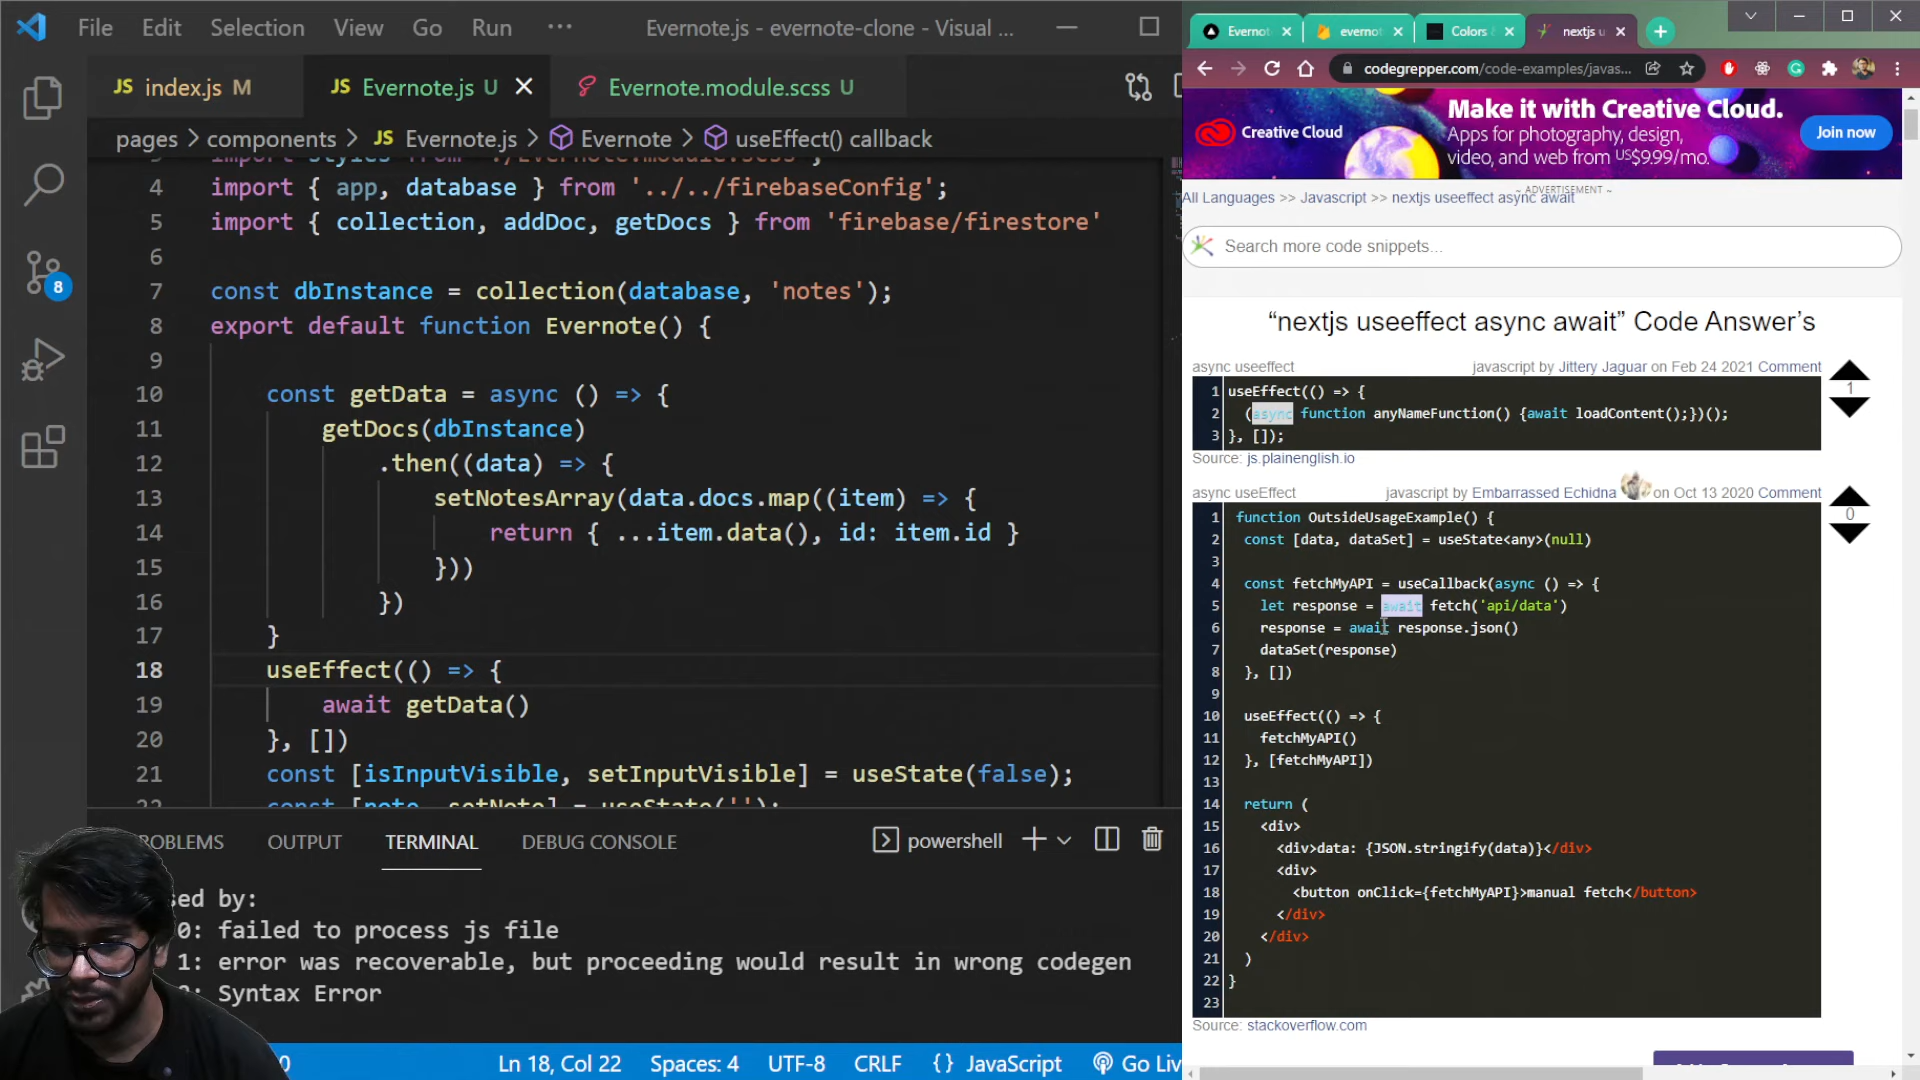 File Edit Selection View Go Run ··· Evernote.js - evernote-clone - Visual ...
JS index.js M JS Evernote.js U Evernote.module.scss U
pages > components > JS Evernote.js > Evernote > useEffect() callback
4 import { app, database } from '../../firebaseConfig';
5 import { collection, addDoc, getDocs } from 'firebase/firestore'
6
7 const dbInstance = collection(database, 'notes');
8 export default function Evernote() {
9
10 const getData = async () => {
11 getDocs(dbInstance)
12 .then((data) => {
13 setNotesArray(data.docs.map((item) => {
14 return { ...item.data(), id: item.id }
15 }))
16 })
17 }
18 useEffect(() => {
19 await getData()
20 }, [])
21 const [isInputVisible, setInputVisible] = useState(false);
8
ROBLEMS OUTPUT TERMINAL DEBUG CONSOLE powershell
sed by:
0: failed to process js file
1: error was recoverable, but proceeding would result in wrong codegen
Syntax Error
0 Ln 18, Col 22 Spaces: 4 UTF-8 CRLF {} JavaScript Go Liv
Evernot evernot Colors nextjs u
codegrepper.com/code-examples/javas...
Creative Cloud
Make it with Creative Cloud.
Apps for photography, design,
video, and web from US$9.99/mo.
Join now
~ ADVERTISEMENT ~
All Languages >> Javascript >> nextjs useeffect async await
Search more code snippets...
“nextjs useeffect async await” Code Answer’s
async useeffect javascript by Jittery Jaguar on Feb 24 2021 Comment
1 useEffect(() => {
2 (async function anyNameFunction() {await loadContent();})();
3 }, []);
1
Source: js.plainenglish.io
async useEffect javascript by Embarrassed Echidna on Oct 13 2020 Comment
0
1 function OutsideUsageExample() {
2 const [data, dataSet] = useState<any>(null)
3
4 const fetchMyAPI = useCallback(async () => {
5 let response = await fetch('api/data')
6 response = await response.json()
7 dataSet(response)
8 }, [])
9
10 useEffect(() => {
11 fetchMyAPI()
12 }, [fetchMyAPI])
13
14 return (
15 <div>
16 <div>data: {JSON.stringify(data)}</div>
17 <div>
18 <button onClick={fetchMyAPI}>manual fetch</button>
19 </div>
20 </div>
21 )
22 }
23
Source: stackoverflow.com